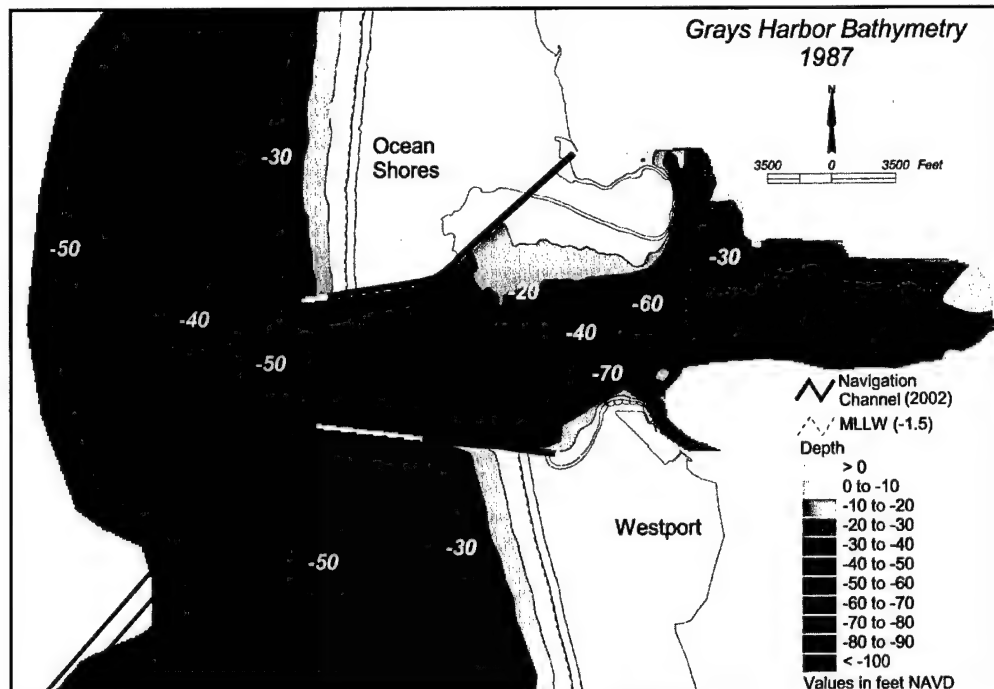 Grays Harbor Bathymetry
1987
N
3500 0 3500 Feet
Ocean
Shores
-30
-50
-40
-50
-20
-30
-60
-40
-70
-50
-30
Westport
Navigation
Channel (2002)
MLLW (-1.5)
Depth
> 0
0 to -10
-10 to -20
-20 to -30
-30 to -40
-40 to -50
-50 to -60
-60 to -70
-70 to -80
-80 to -90
< -100
Values in feet NAVD